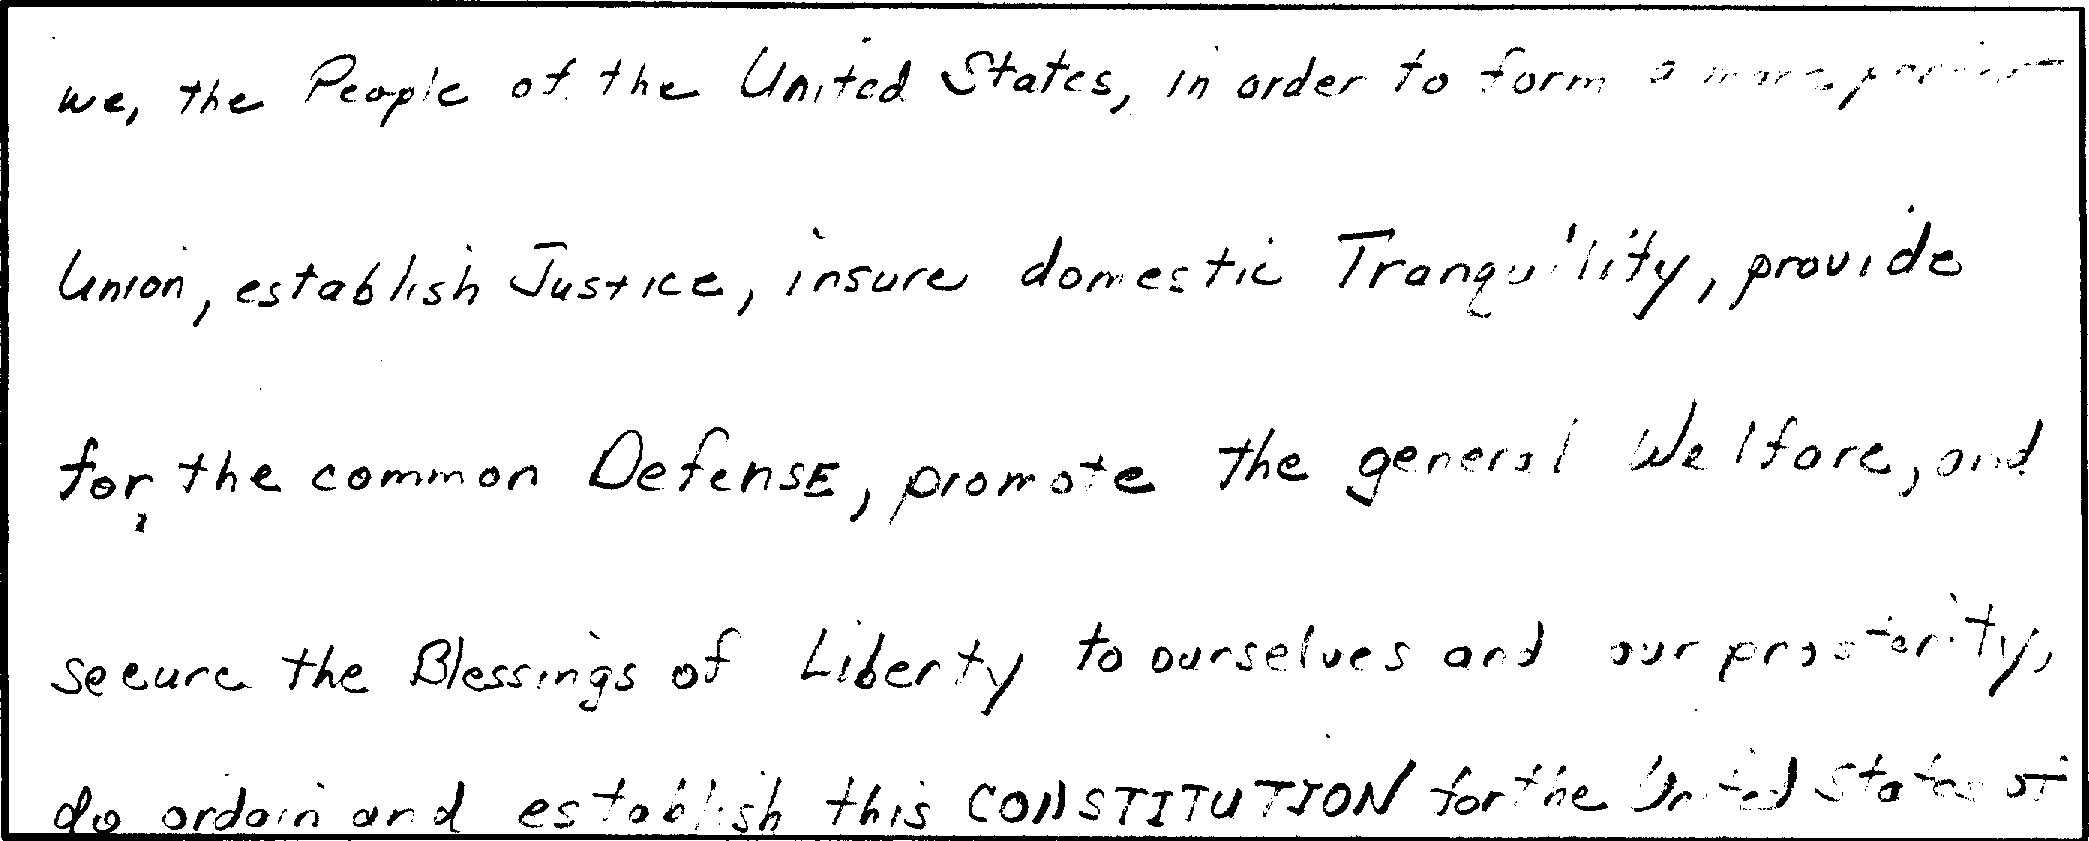 we, the People of the United States, in order to form a more perfect
Union, establish Justice, insure domestic Tranquility, provide
for, the common Defense, promote the general Welfare, and
secure the Blessings of Liberty to ourselves and our prosterity,
do ordain and establish this CONSTITUTION for the United States of